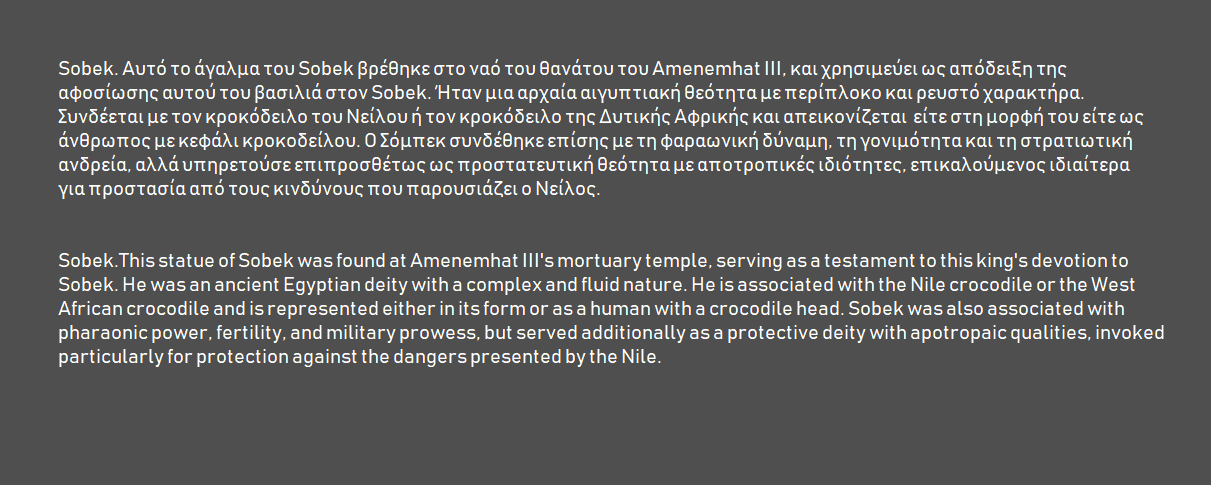 Sobek. Αυτό το άγαλμα του Sobek βρέθηκε στο ναό του θανάτου του Amenemhat III, και χρησιμεύει ως απόδειξη της
αφοσίωσης αυτού του βασιλιά στον Sobek. Ήταν μια αρχαία αιγυπτιακή θεότητα με περίπλοκο και ρευστό χαρακτήρα.
Συνδέεται με τον κροκόδειλο του Νείλου ή τον κροκόδειλο της Δυτικής Αφρικής και απεικονίζεται είτε στη μορφή του είτε ως
άνθρωπος με κεφάλι κροκοδείλου. Ο Σόμπεκ συνδέθηκε επίσης με τη φαραωνική δύναμη, τη γονιμότητα και τη στρατιωτική
ανδρεία, αλλά υπηρετούσε επιπροσθέτως ως προστατευτική θεότητα με αποτροπικές ιδιότητες, επικαλούμενος ιδιαίτερα
για προστασία από τους κινδύνους που παρουσιάζει ο Νείλος.
Sobek.This statue of Sobek was found at Amenemhat III's mortuary temple, serving as a testament to this king's devotion to
Sobek. He was an ancient Egyptian deity with a complex and fluid nature. He is associated with the Nile crocodile or the West
African crocodile and is represented either in its form or as a human with a crocodile head. Sobek was also associated with
pharaonic power, fertility, and military prowess, but served additionally as a protective deity with apotropaic qualities, invoked
particularly for protection against the dangers presented by the Nile.